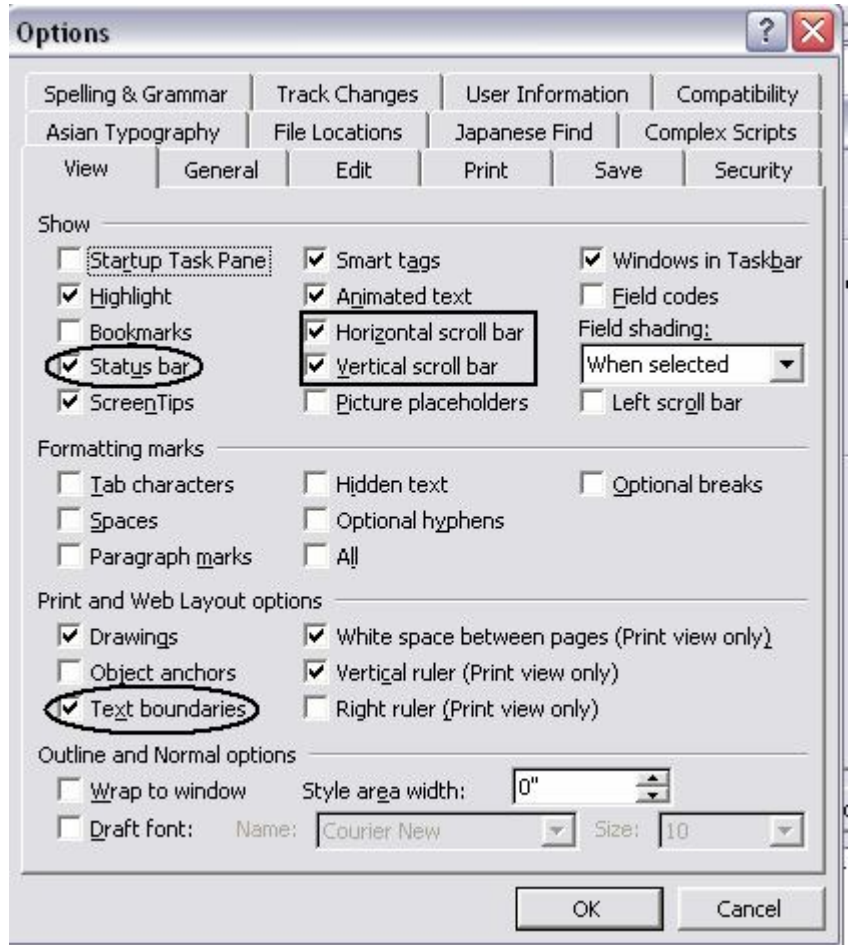 Options
Spelling & Grammar Track Changes User Information Compatibility
Asian Typography File Locations Japanese Find Complex Scripts
View General Edit Print Save Security
Show
Startup Task Pane Smart tags Windows in Taskbar
Highlight Animated text Field codes
Bookmarks Horizontal scroll bar Field shading:
Status bar Vertical scroll bar When selected
ScreenTips Picture placeholders Left scroll bar
Formatting marks
Tab characters Hidden text Optional breaks
Spaces Optional hyphens
Paragraph marks All
Print and Web Layout options
Drawings White space between pages (Print view only)
Object anchors Vertical ruler (Print view only)
Text boundaries Right ruler (Print view only)
Outline and Normal options
Wrap to window Style area width: 0"
Draft font: Name: Courier New Size: 10
OK Cancel